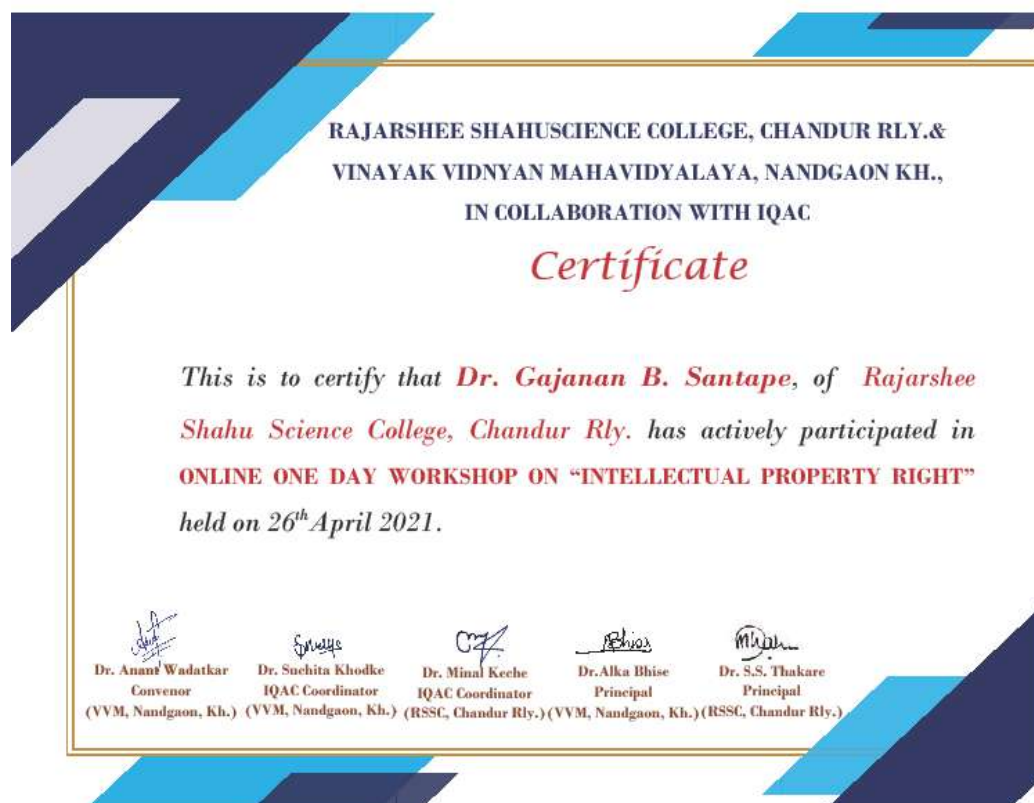 RAJARSHEE SHAHUSCIENCE COLLEGE, CHANDUR RLY.&
VINAYAK VIDNYAN MAHAVIDYALAYA, NANDGAON KH.,
IN COLLABORATION WITH IQAC
Certificate
This is to certify that Dr. Gajanan B. Santape, of Rajarshee
Shahu Science College, Chandur Rly. has actively participated in
ONLINE ONE DAY WORKSHOP ON “INTELLECTUAL PROPERTY RIGHT”
held on 26th April 2021.
Dr. Anant Wadatkar
Convenor
(VVM, Nandgaon, Kh.)
Dr. Suchita Khodke
IQAC Coordinator
(VVM, Nandgaon, Kh.)
Dr. Minal Keche
IQAC Coordinator
(RSSC, Chandur Rly.)
Dr.Alka Bhise
Principal
(VVM, Nandgaon, Kh.)
Dr. S.S. Thakare
Principal
(RSSC, Chandur Rly.)